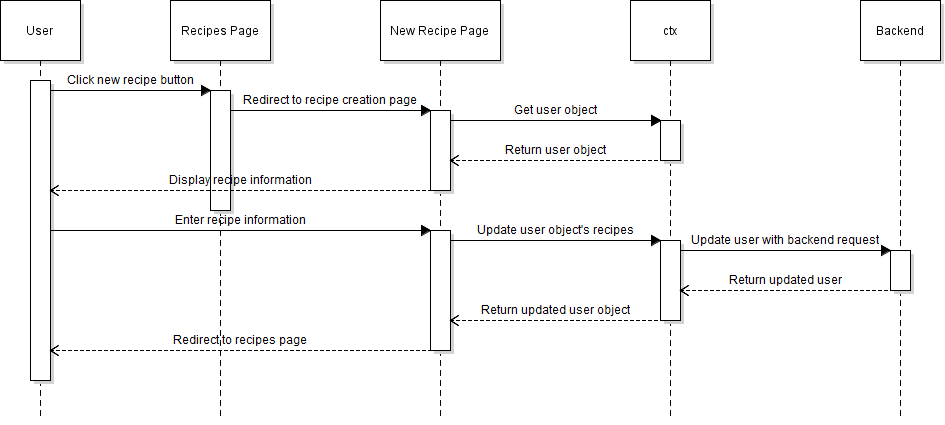 User
Recipes Page
New Recipe Page
ctx
Backend
Click new recipe button
Redirect to recipe creation page
Get user object
Return user object
Display recipe information
Enter recipe information
Update user object's recipes
Update user with backend request
Return updated user
Return updated user object
Redirect to recipes page